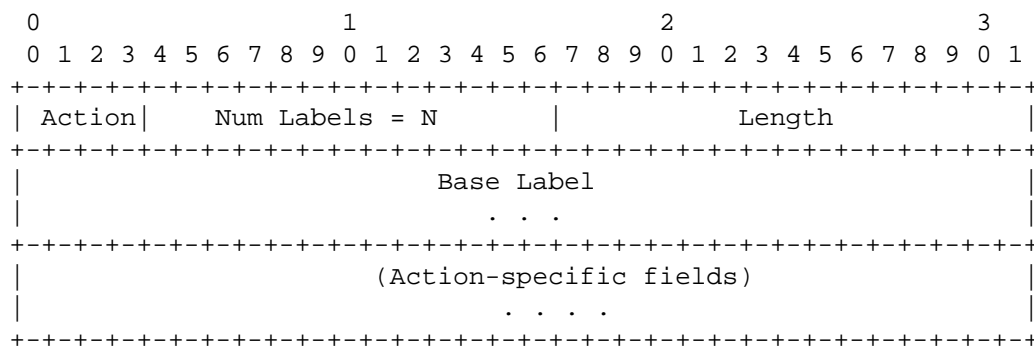 0                   1                   2                   3
 0 1 2 3 4 5 6 7 8 9 0 1 2 3 4 5 6 7 8 9 0 1 2 3 4 5 6 7 8 9 0 1
+-+-+-+-+-+-+-+-+-+-+-+-+-+-+-+-+-+-+-+-+-+-+-+-+-+-+-+-+-+-+-+-+
| Action|    Num Labels = N       |           Length            |
+-+-+-+-+-+-+-+-+-+-+-+-+-+-+-+-+-+-+-+-+-+-+-+-+-+-+-+-+-+-+-+-+
|                          Base Label                           |
|                             . . .                             |
+-+-+-+-+-+-+-+-+-+-+-+-+-+-+-+-+-+-+-+-+-+-+-+-+-+-+-+-+-+-+-+-+
|                      (Action-specific fields)                 |
|                              . . . .                          |
+-+-+-+-+-+-+-+-+-+-+-+-+-+-+-+-+-+-+-+-+-+-+-+-+-+-+-+-+-+-+-+-+